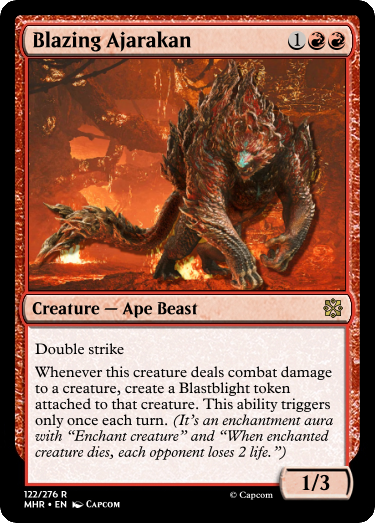 Blazing Ajarakan 1
Creature — Ape Beast
Double strike
Whenever this creature deals combat damage
to a creature, create a Blastblight token
attached to that creature. This ability triggers
only once each turn. (It's an enchantment aura
with “Enchant creature” and “When enchanted
creature dies, each opponent loses 2 life.”)
1/3
122/276 R
MHR • EN Capcom © Capcom